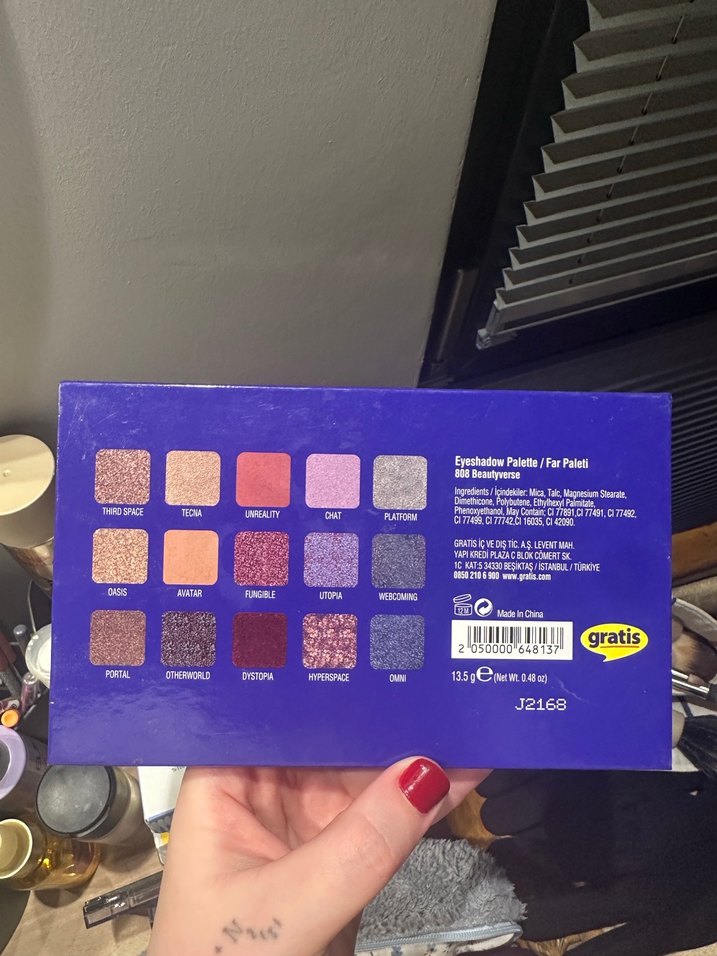 THIRD SPACE
TECNA
UNREALITY
CHAT
PLATFORM
OASIS
AVATAR
FUNGIBLE
UTOPIA
WEBCOMING
PORTAL
OTHERWORLD
DYSTOPIA
HYPERSPACE
OMNI
Eyeshadow Palette / Far Paleti
808 Beautyverse
Ingredients / İçindekiler: Mica, Talc, Magnesium Stearate,
Dimethicone, Polybutene, Ethylhexyl Palmitate,
Phenoxyethanol, May Contain; CI 77891,CI 77491, CI 77492,
CI 77499, CI 77742,CI 16035, CI 42090.
GRATİS İÇ VE DIŞ TİC. A.Ş. LEVENT MAH.
YAPI KREDİ PLAZA C BLOK CÖMERT SK.
1C KAT:5 34330 BEŞİKTAŞ / İSTANBUL / TÜRKİYE
0850 210 6 900 www.gratis.com
12 M
Made In China
2 050000 648137
gratis
13.5 g e (Net Wt. 0.48 oz)
J2168